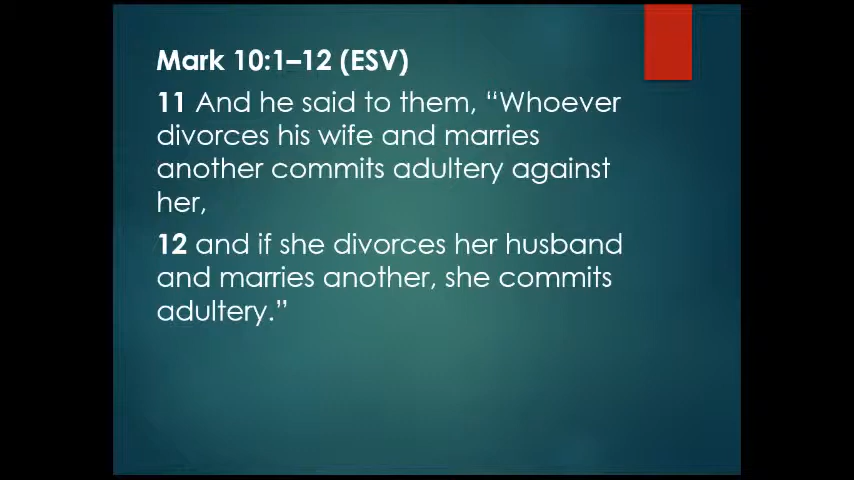 Mark 10:1–12 (ESV)
11 And he said to them, “Whoever
divorces his wife and marries
another commits adultery against
her,
12 and if she divorces her husband
and marries another, she commits
adultery.”